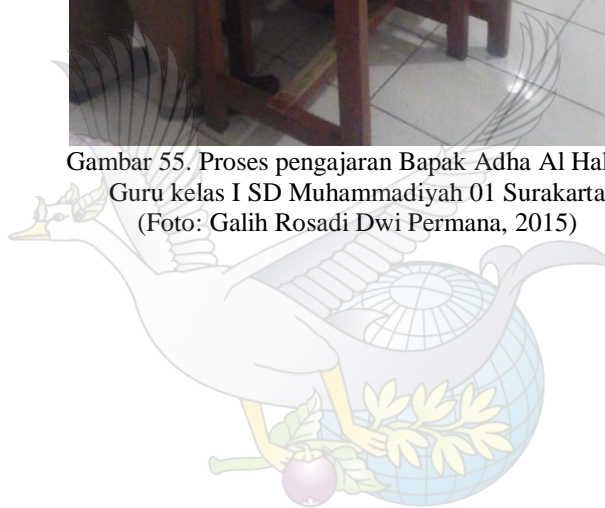 Gambar 55. Proses pengajaran Bapak Adha Al
Guru kelas I SD Muhammadiyah 01 Surakarta
(Foto: Galih Rosadi Dwi Permana, 2015)